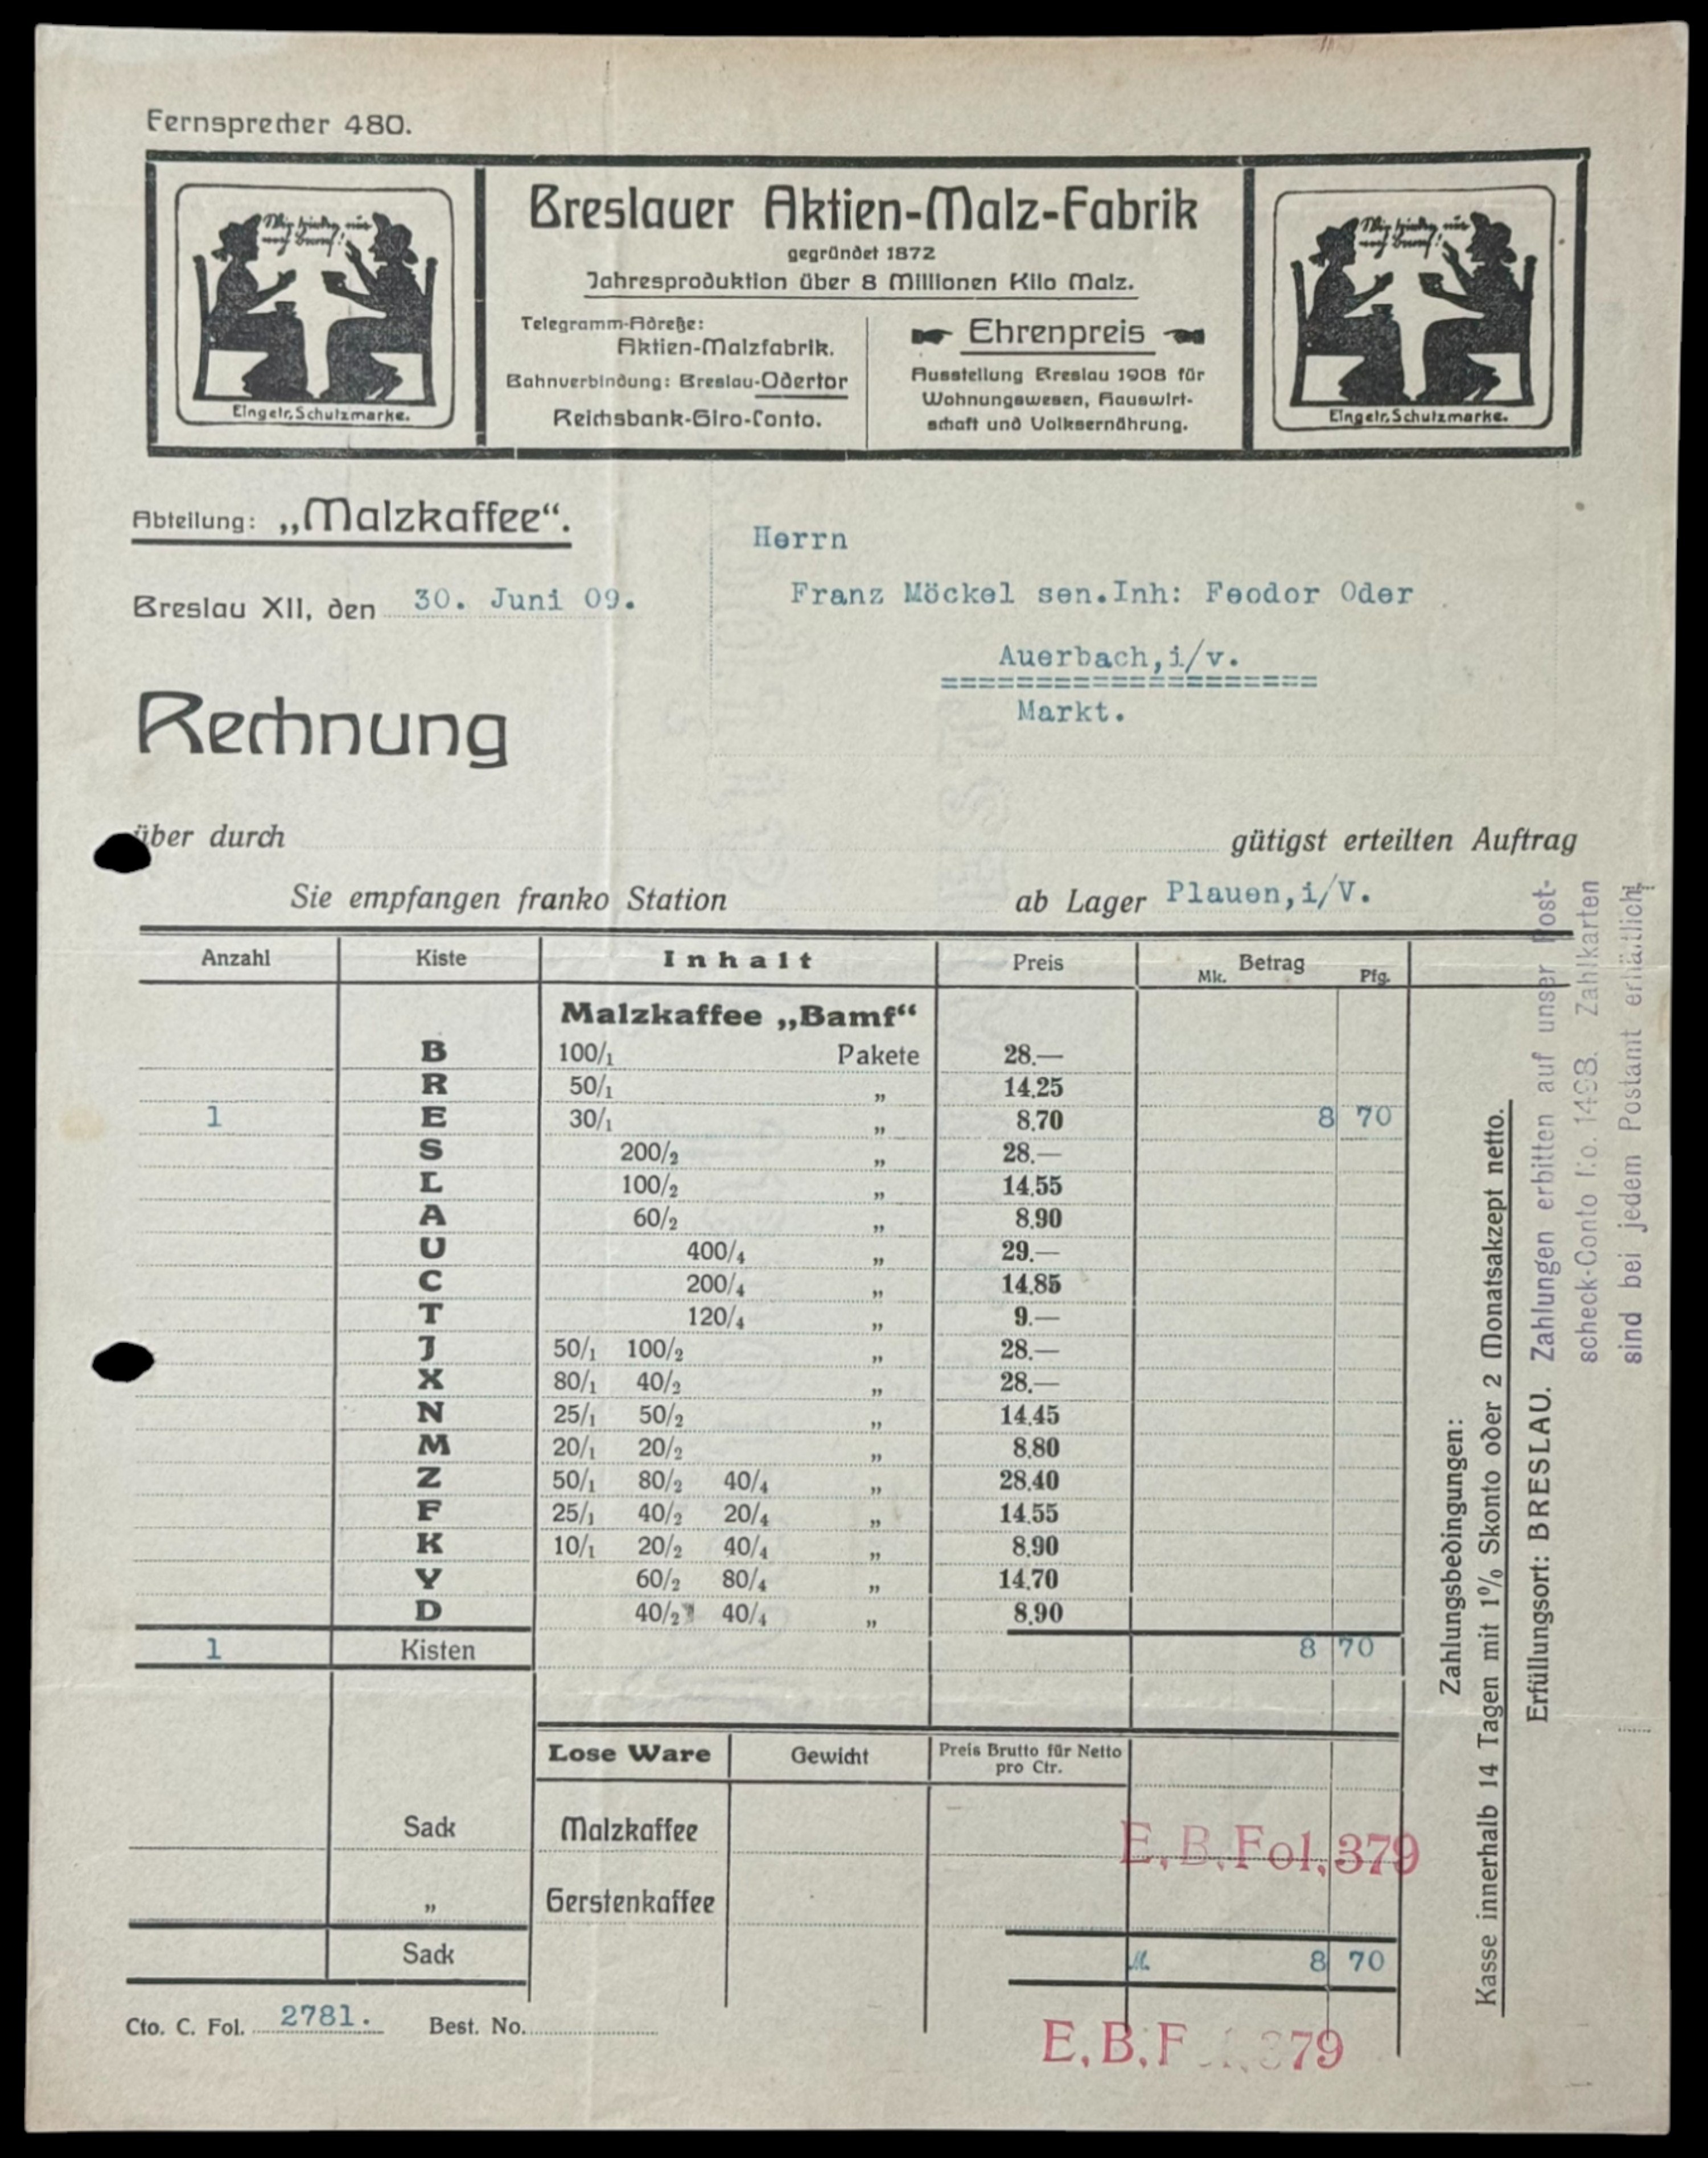 Fernsprecher 480.
Breslauer Aktien-Malz-Fabrik
gegründet 1872
Jahresproduktion über 8 Millionen Kilo Malz.
Telegramm-Adreße:
Aktien-Malzfabrik.
Bahnverbindung: Breslau-Odertor
Reichsbank-Giro-Conto.
Ehrenpreis
Ausstellung Breslau 1908 für
Wohnungswesen, Hauswirt-
schaft und Volksernährung.
Wir trinken nur
noch Bamf!
Eingetr. Schutzmarke.
Wir trinken nur
noch Bamf!
Eingetr. Schutzmarke.
Abteilung: „Malzkaffee“.
Breslau XII, den 30. Juni 09.
Herrn
Franz Möckel sen.Inh: Feodor Oder
Auerbach,i/v.
====================
Markt.
Rechnung
über durch gütigst erteilten Auftrag
Sie empfangen franko Station ab Lager Plauen,i/V.
Anzahl Kiste Inhalt Preis Betrag
Mk. Pfg.
Malzkaffee „Bamf“
B 100/1 Pakete 28.—
R 50/1 „ 14.25
1 E 30/1 „ 8.70 8 70
S 200/2 „ 28.—
L 100/2 „ 14.55
A 60/2 „ 8.90
U 400/4 „ 29.—
C 200/4 „ 14.85
T 120/4 „ 9.—
J 50/1 100/2 „ 28.—
X 80/1 40/2 „ 28.—
N 25/1 50/2 „ 14.45
M 20/1 20/2 „ 8.80
Z 50/1 80/2 40/4 „ 28.40
F 25/1 40/2 20/4 „ 14.55
K 10/1 20/2 40/4 „ 8.90
Y 60/2 80/4 „ 14.70
D 40/2 40/4 „ 8.90
1 Kisten 8 70
Lose Ware Gewicht Preis Brutto für Netto
pro Ctr.
Sack Malzkaffee
E.B.Fol.379
„ Gerstenkaffee
Sack M. 8 70
Cto. C. Fol. 2781. Best. No.
E.B.F 379
Zahlungsbedingungen:
Kasse innerhalb 14 Tagen mit 1% Skonto oder 2 Monatsakzept netto.
Erfüllungsort: BRESLAU.
Zahlungen erbitten auf unser Post-
scheck-Conto No. 1498. Zahlkarten
sind bei jedem Postamt erhältlich.